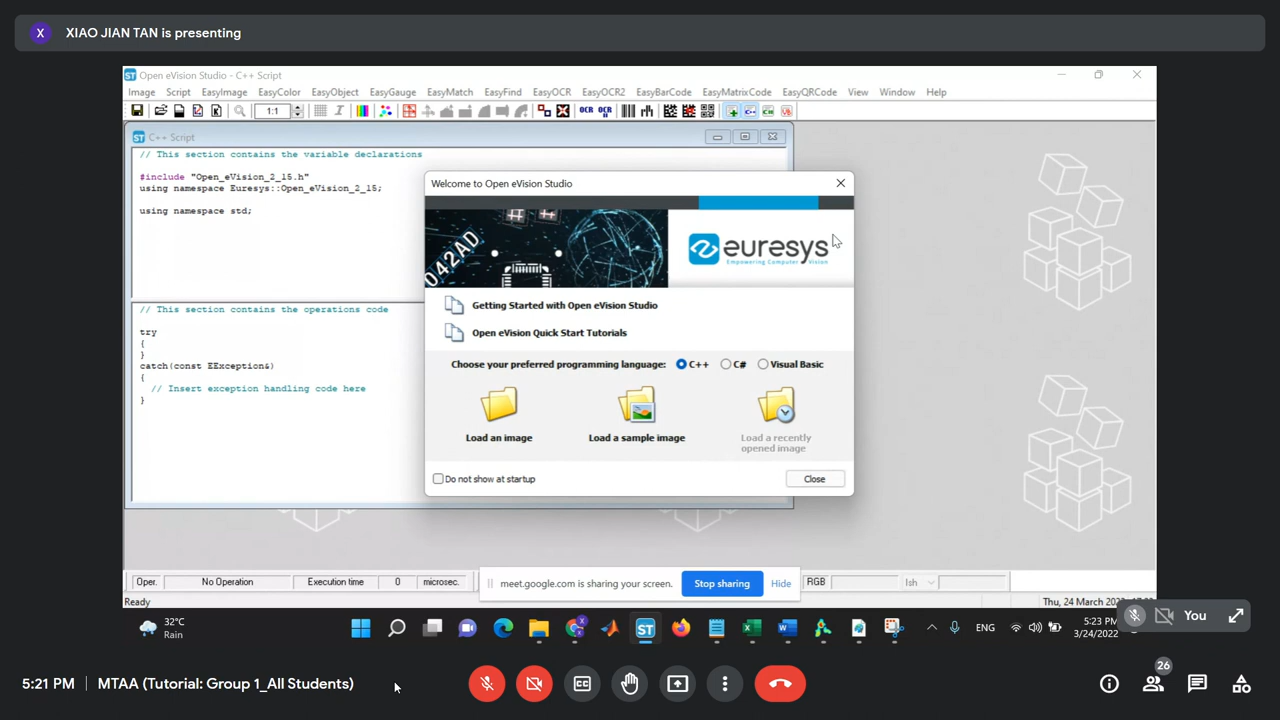 X XIAO JIAN TAN is presenting
ST Open eVision Studio - C++ Script
Image Script EasyImage EasyColor EasyObject EasyGauge EasyMatch EasyFind EasyOCR EasyOCR2 EasyBarCode EasyMatrixCode EasyQRCode View Window Help
1:1 OCR OCR
ST C++ Script
// This section contains the variable declarations
#include "Open_eVision_2_15.h"
using namespace Euresys::Open_eVision_2_15;
using namespace std;
// This section contains the operations code
try
{
}
catch(const EException&)
{
// Insert exception handling code here
}
Welcome to Open eVision Studio
042AD
euresys
Empowering Computer Vision
Getting Started with Open eVision Studio
Open eVision Quick Start Tutorials
Choose your preferred programming language: C++ C# Visual Basic
Load an image
Load a sample image
Load a recently
opened image
Do not show at startup
Close
Oper. No Operation Execution time 0 microsec. RGB lsh
meet.google.com is sharing your screen. Stop sharing Hide
Ready
Thu, 24 March
You
32°C
Rain
ST
ENG
5:23 PM
3/24/2022
5:21 PM | MTAA (Tutorial: Group 1_All Students)
CC
26